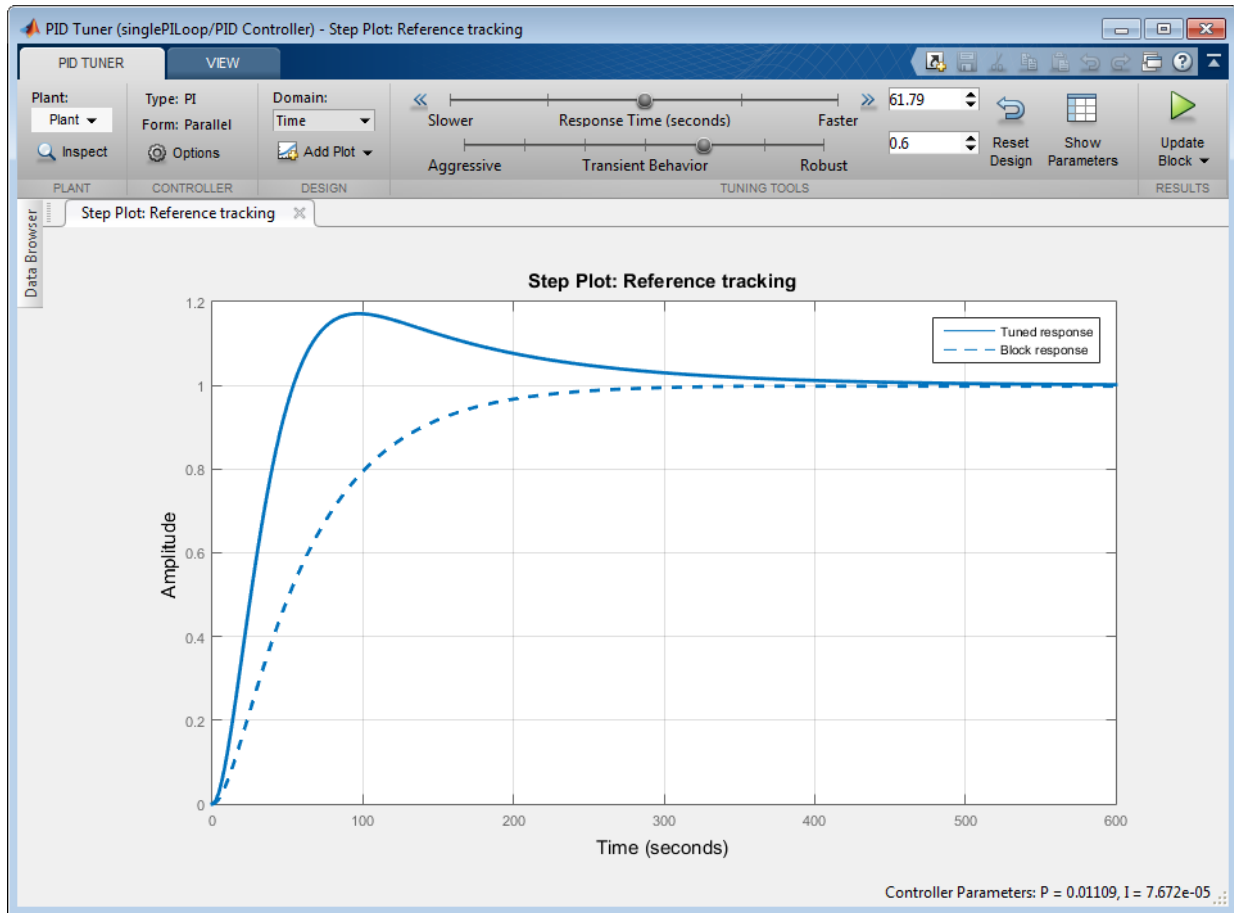 PID Tuner (singlePILoop/PID Controller) - Step Plot: Reference tracking
PID TUNER
VIEW
Plant:
Plant
Inspect
PLANT
Type: PI
Form: Parallel
Options
CONTROLLER
Domain:
Time
Add Plot
DESIGN
Slower
Response Time (seconds)
Faster
61.79
Aggressive
Transient Behavior
Robust
0.6
Reset
Design
Show
Parameters
TUNING TOOLS
Update
Block
RESULTS
Data Browser
Step Plot: Reference tracking
Step Plot: Reference tracking
Tuned response
Block response
Amplitude
1.2
1
0.8
0.6
0.4
0.2
0
0 100 200 300 400 500 600
Time (seconds)
Controller Parameters: P = 0.01109, I = 7.672e-05